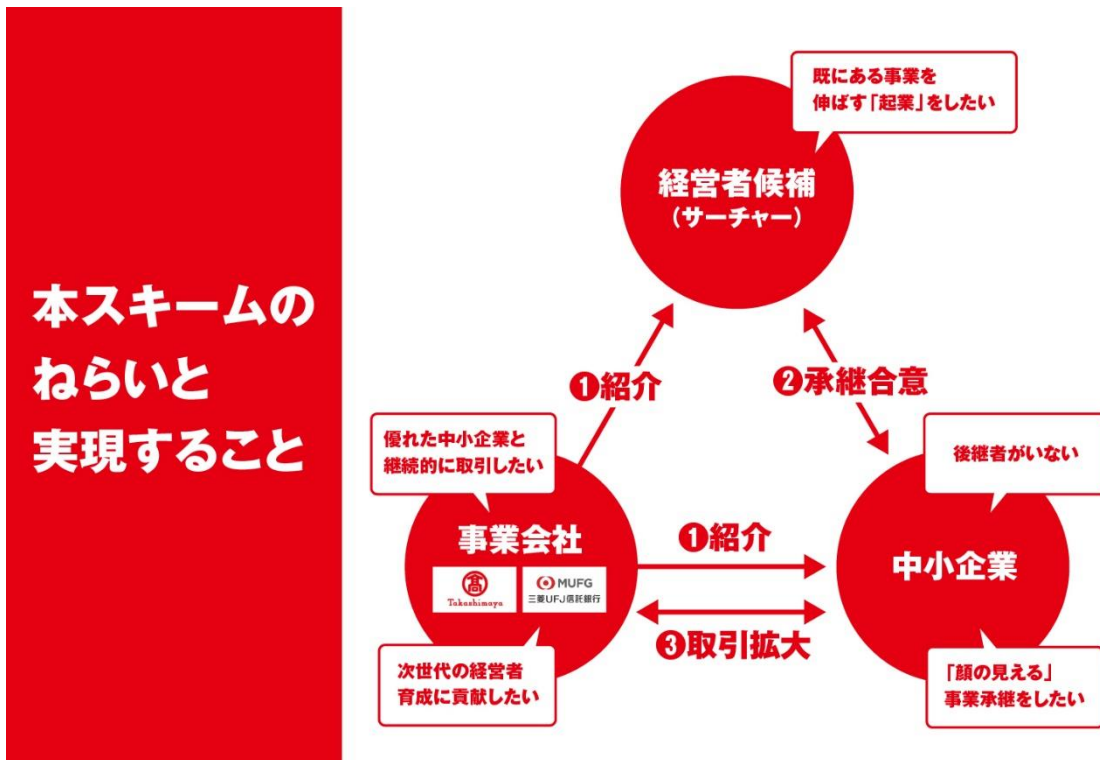 本スキームの
ねらいと
実現すること
既にある事業を
伸ばす「起業」をしたい
経営者候補
(サーチャー)
❶紹介
❷承継合意
優れた中小企業と
継続的に取引したい
後継者がいない
事業会社
髙
Takashimaya
MUFG
三菱UFJ信託銀行
❶紹介
中小企業
❸取引拡大
次世代の経営者
育成に貢献したい
「顔の見える」
事業承継をしたい